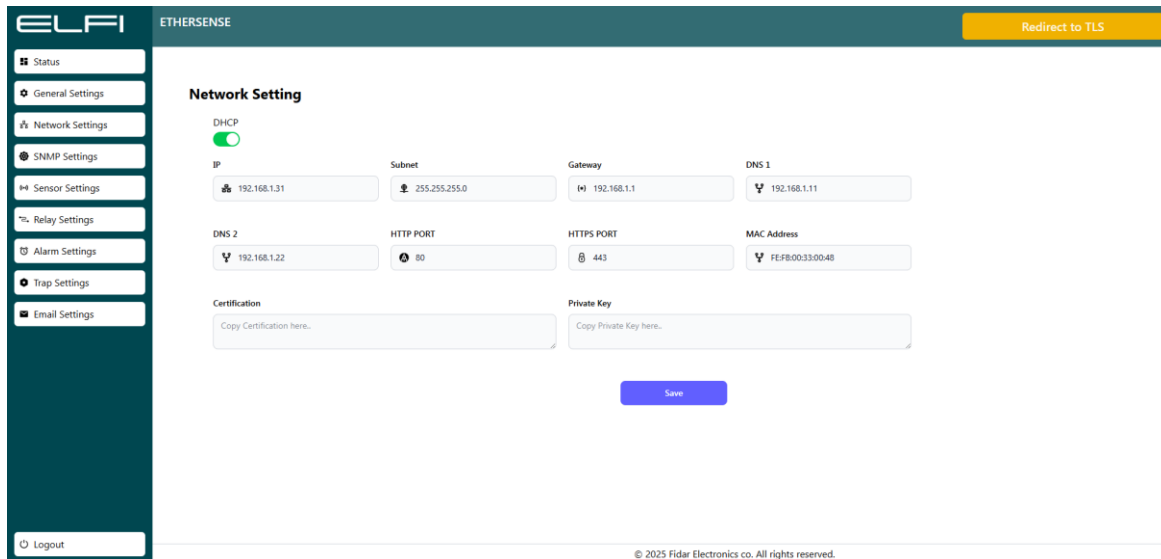 ELFI
ETHERSENSE
Redirect to TLS
Status
General Settings
Network Settings
SNMP Settings
Sensor Settings
Relay Settings
Alarm Settings
Trap Settings
Email Settings
Logout
Network Setting
DHCP
IP Subnet Gateway DNS 1
192.168.1.31 255.255.255.0 192.168.1.1 192.168.1.11
DNS 2 HTTP PORT HTTPS PORT MAC Address
192.168.1.22 80 443 FE:FB:00:33:00:48
Certification Private Key
Copy Certification here.. Copy Private Key here..
Save
© 2025 Fidar Electronics co. All rights reserved.